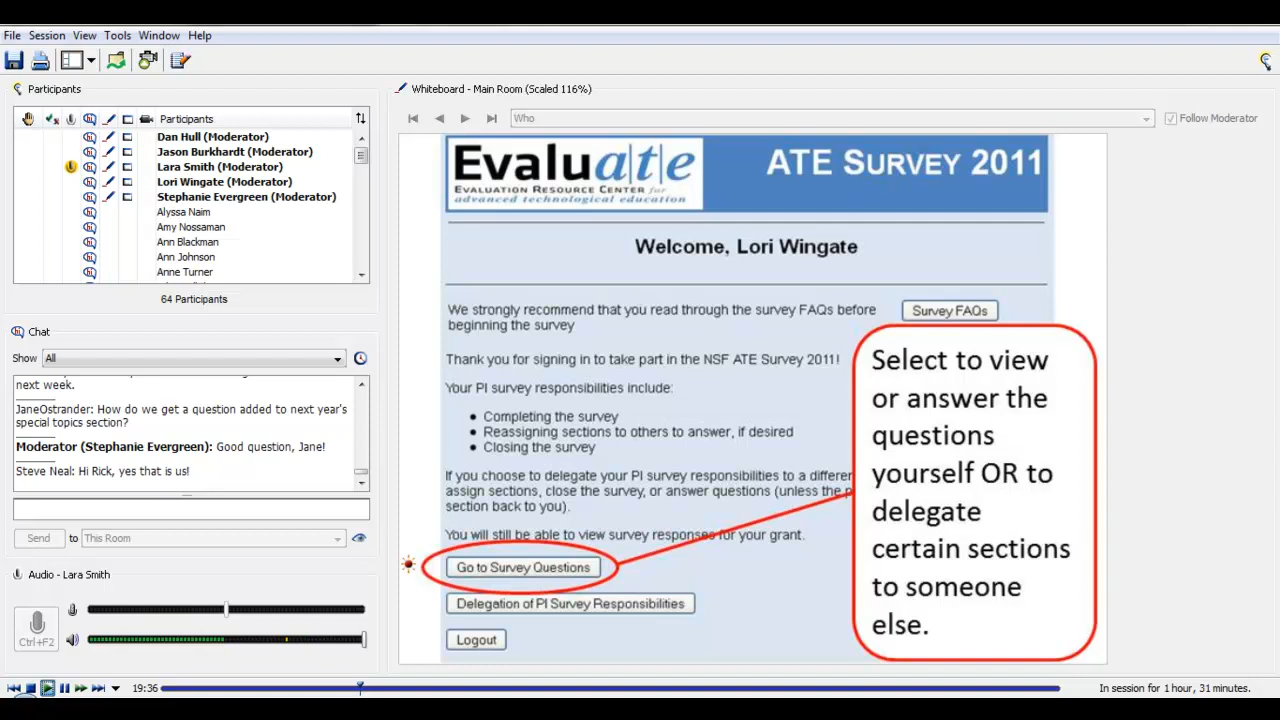 File Session View Tools Window Help
Participants
Participants
Dan Hull (Moderator)
Jason Burkhardt (Moderator)
Lara Smith (Moderator)
Lori Wingate (Moderator)
Stephanie Evergreen (Moderator)
Alyssa Naim
Amy Nossaman
Ann Blackman
Ann Johnson
Anne Turner
64 Participants
Chat
Show All
next week.
JaneOstrander: How do we get a question added to next year's
special topics section?
Moderator (Stephanie Evergreen): Good question, Jane!
Steve Neal: Hi Rick, yes that is us!
Send to This Room
Audio - Lara Smith
Ctrl+F2
Whiteboard - Main Room (Scaled 116%)
Who
Follow Moderator
Evaluate
EVALUATION RESOURCE CENTER for
advanced technological education
ATE SURVEY 2011
Welcome, Lori Wingate
We strongly recommend that you read through the survey FAQs before
beginning the survey
Survey FAQs
Thank you for signing in to take part in the NSF ATE Survey 2011!
Your PI survey responsibilities include:
Completing the survey
Reassigning sections to others to answer, if desired
Closing the survey
If you choose to delegate your PI survey responsibilities to a differe
assign sections, close the survey, or answer questions (unless the p
section back to you).
You will still be able to view survey responses for your grant.
Go to Survey Questions
Delegation of PI Survey Responsibilities
Logout
Select to view
or answer the
questions
yourself OR to
delegate
certain sections
to someone
else.
19:36
In session for 1 hour, 31 minutes.